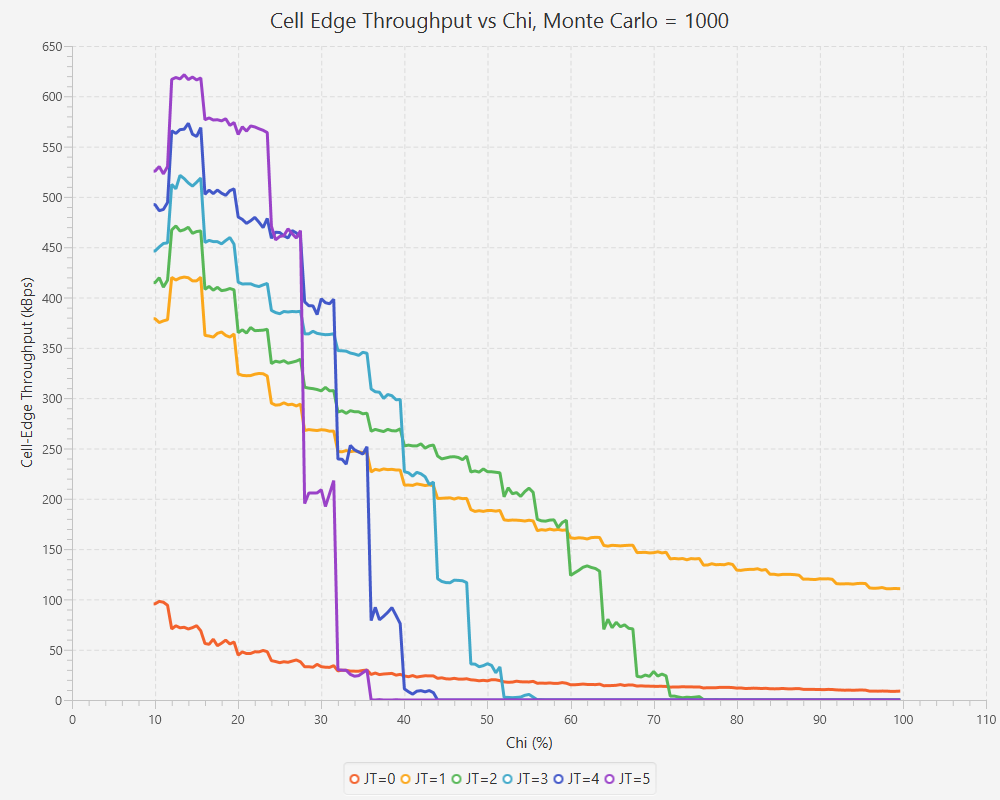 Cell Edge Throughput vs Chi, Monte Carlo = 1000
Cell-Edge Throughput (kBps)
650
600
550
500
450
400
350
300
250
200
150
100
50
0
0 10 20 30 40 50 60 70 80 90 100 110
Chi (%)
JT=0 JT=1 JT=2 JT=3 JT=4 JT=5